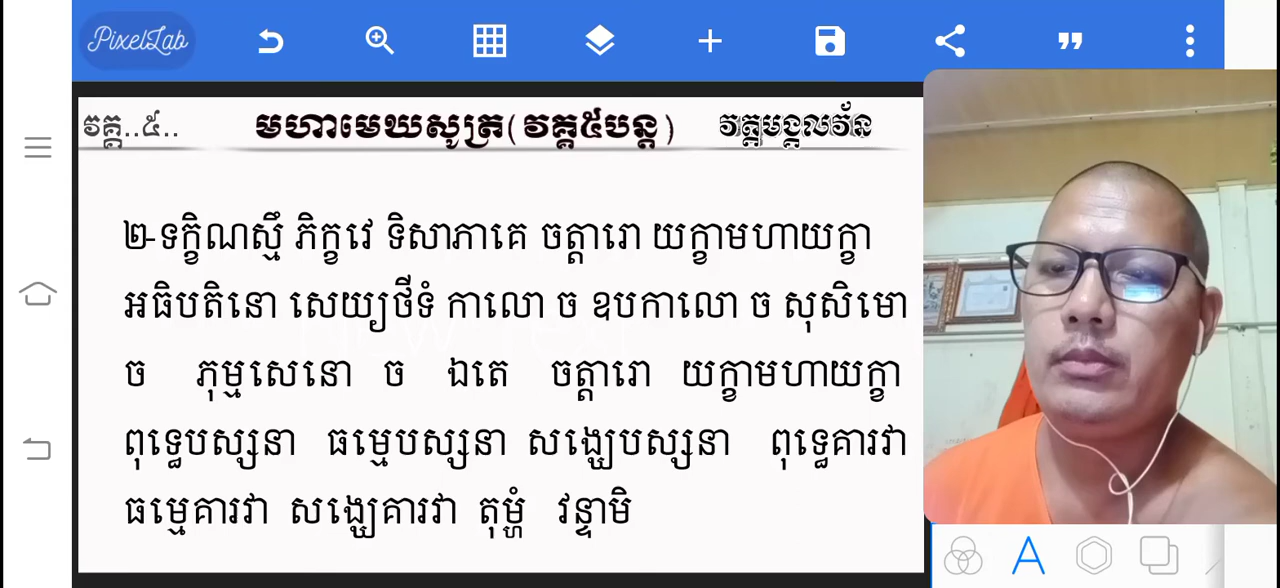 PixelLab
វគ្គ..៥..
មហាមេឃសូត្រ(វគ្គ៥បន្ត)
វត្តមង្គលវ័ន
២-ទក្ខិណស្មឹ ភិក្ខវេ ទិសាភាគេ ចត្តារោ យក្ខាមហាយក្ខា
អធិបតិនោ សេយ្យថីទំ កាលោ ច ឧបកាលោ ច សុសិមោ
ច ភុម្មសេនោ ច ឯតេ ចត្តារោ យក្ខាមហាយក្ខា
ពុទ្ធេបស្សនា ធម្មេបស្សនា សង្ឃេបស្សនា ពុទ្ធេគារវា
ធម្មេគារវា សង្ឃេគារវា តុម្ហំ វន្ទាមិ